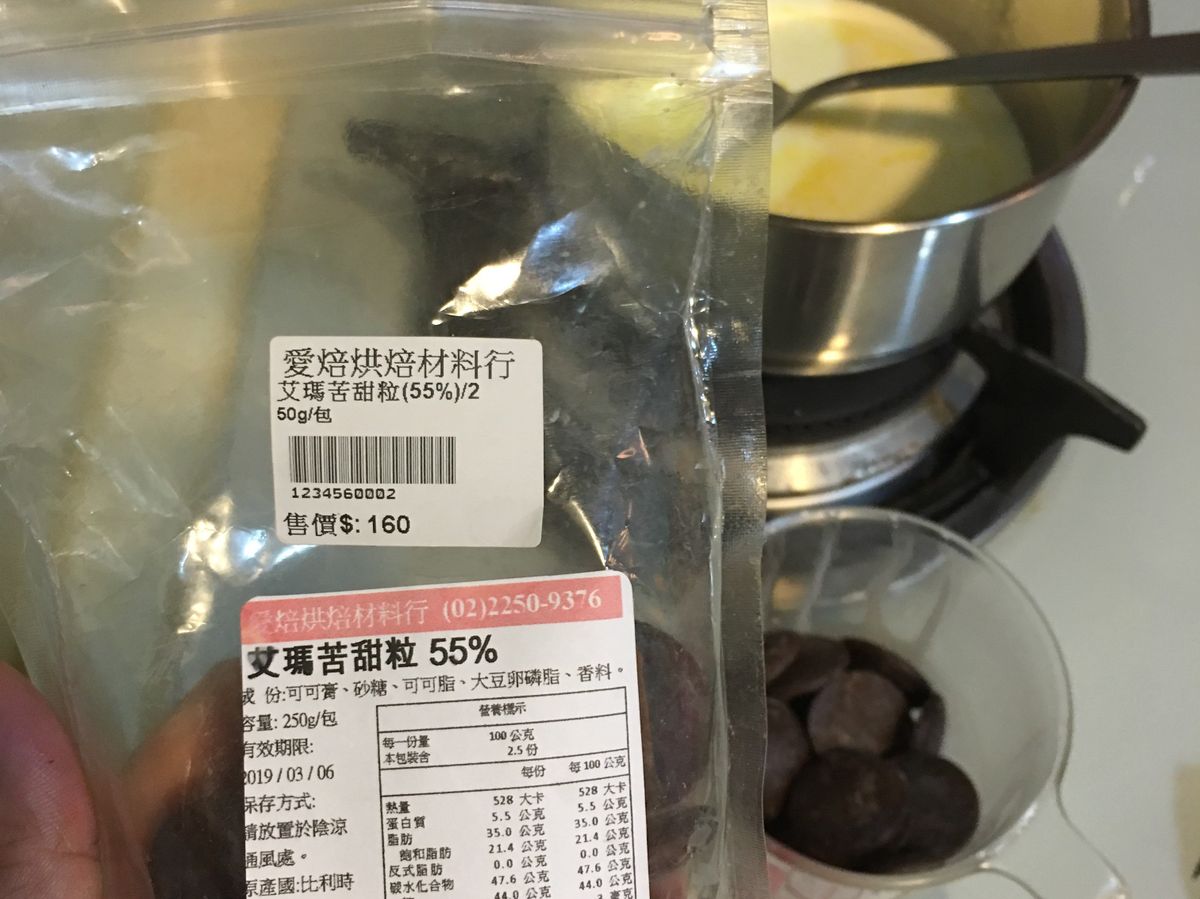 愛焙烘焙材料行
艾瑪苦甜粒(55%)/2
50g/包
1234560002
售價$: 160
愛焙烘焙材料行 (02)2250-9376
艾瑪苦甜粒 55%
成 份:可可膏、砂糖、可可脂、大豆卵磷脂、香料。
容量: 250g/包
有效期限:
2019 / 03 / 06
保存方式:
請放置於陰涼
通風處。
原產國:比利時
營養標示
每一份量 100 公克
本包裝含 2.5 份
每份 每 100 公克
熱量 528 大卡 528 大卡
蛋白質 5.5 公克 5.5 公克
脂肪 35.0 公克 35.0 公克
飽和脂肪 21.4 公克 21.4 公克
反式脂肪 0.0 公克 0.0 公克
碳水化合物 47.6 公克 47.6 公克
44.0 公克 44.0 公克